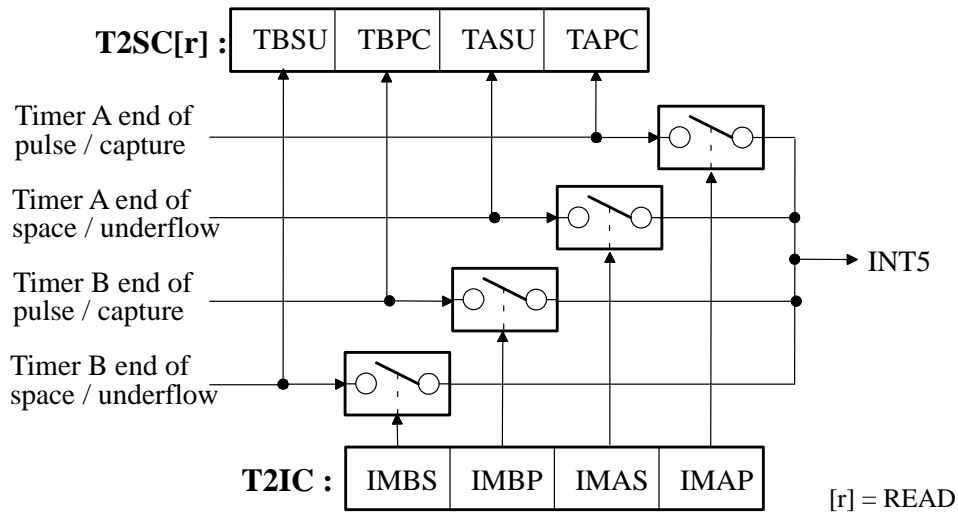 T2SC[r] : TBSU TBPC TASU TAPC
Timer A end of
pulse / capture
Timer A end of
space / underflow
INT5
Timer B end of
pulse / capture
Timer B end of
space / underflow
T2IC : IMBS IMBP IMAS IMAP
[r] = READ